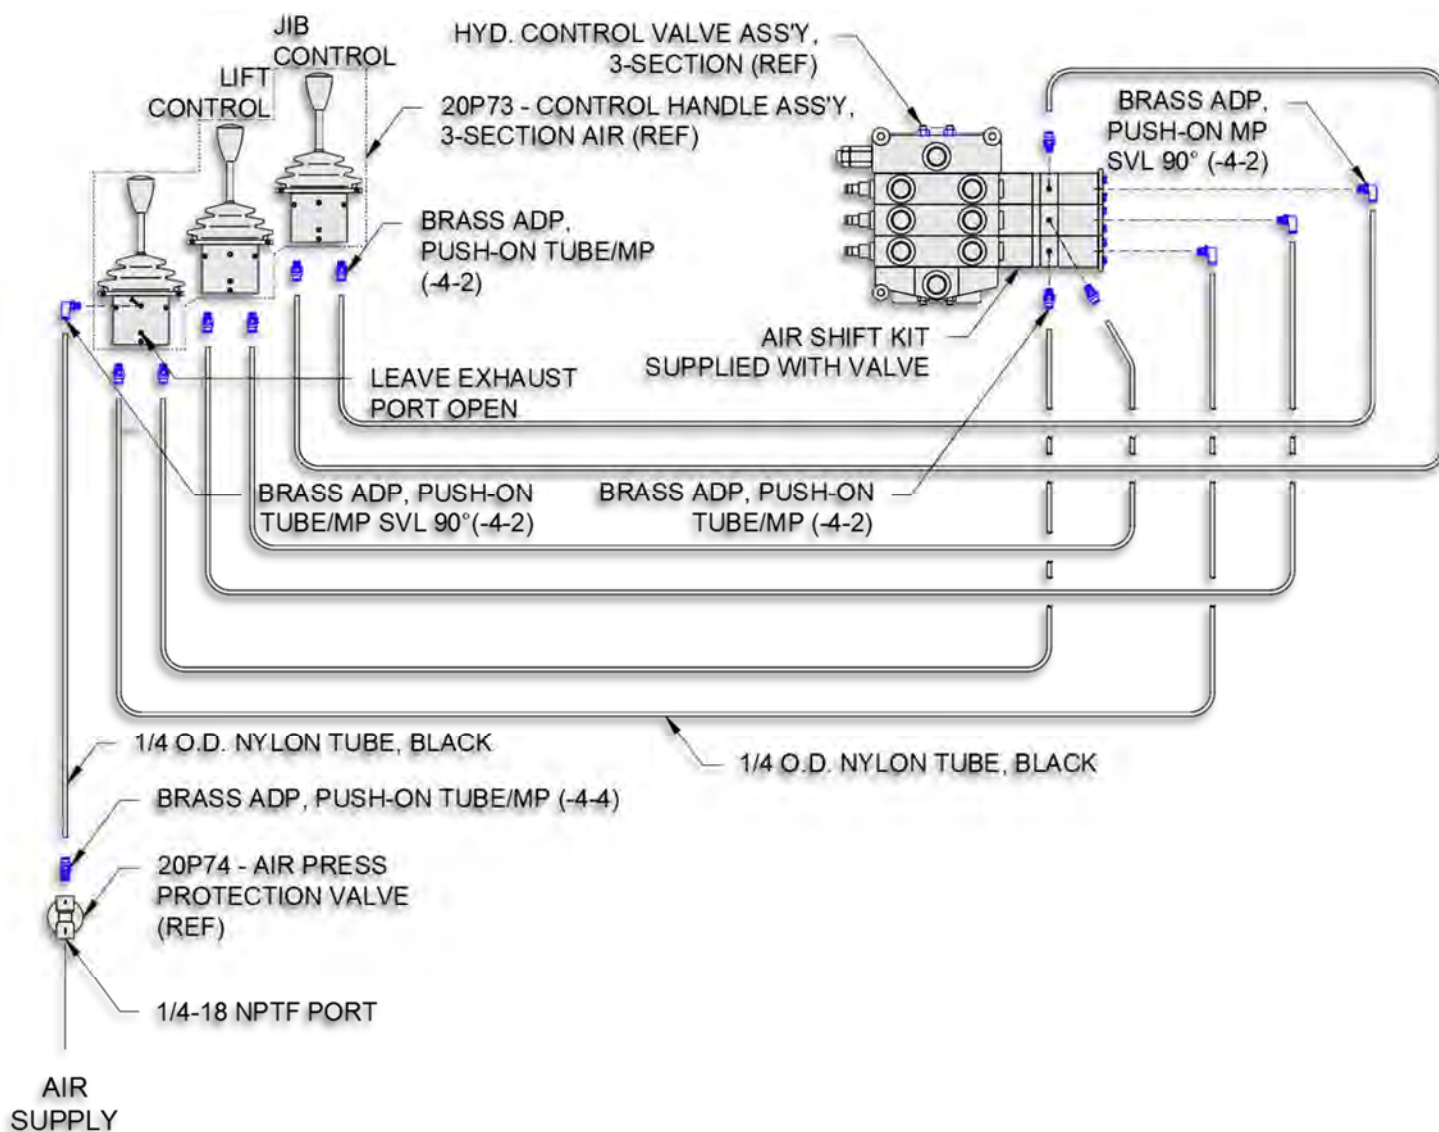 JIB
CONTROL
LIFT
CONTROL
HYD. CONTROL VALVE ASS'Y,
3-SECTION (REF)
20P73 - CONTROL HANDLE ASS'Y,
3-SECTION AIR (REF)
BRASS ADP,
PUSH-ON MP
SVL 90° (-4-2)
BRASS ADP,
PUSH-ON TUBE/MP
(-4-2)
AIR SHIFT KIT
SUPPLIED WITH VALVE
LEAVE EXHAUST
PORT OPEN
BRASS ADP, PUSH-ON
TUBE/MP SVL 90°(-4-2)
BRASS ADP, PUSH-ON
TUBE/MP (-4-2)
1/4 O.D. NYLON TUBE, BLACK
1/4 O.D. NYLON TUBE, BLACK
BRASS ADP, PUSH-ON TUBE/MP (-4-4)
20P74 - AIR PRESS
PROTECTION VALVE
(REF)
1/4-18 NPTF PORT
AIR
SUPPLY